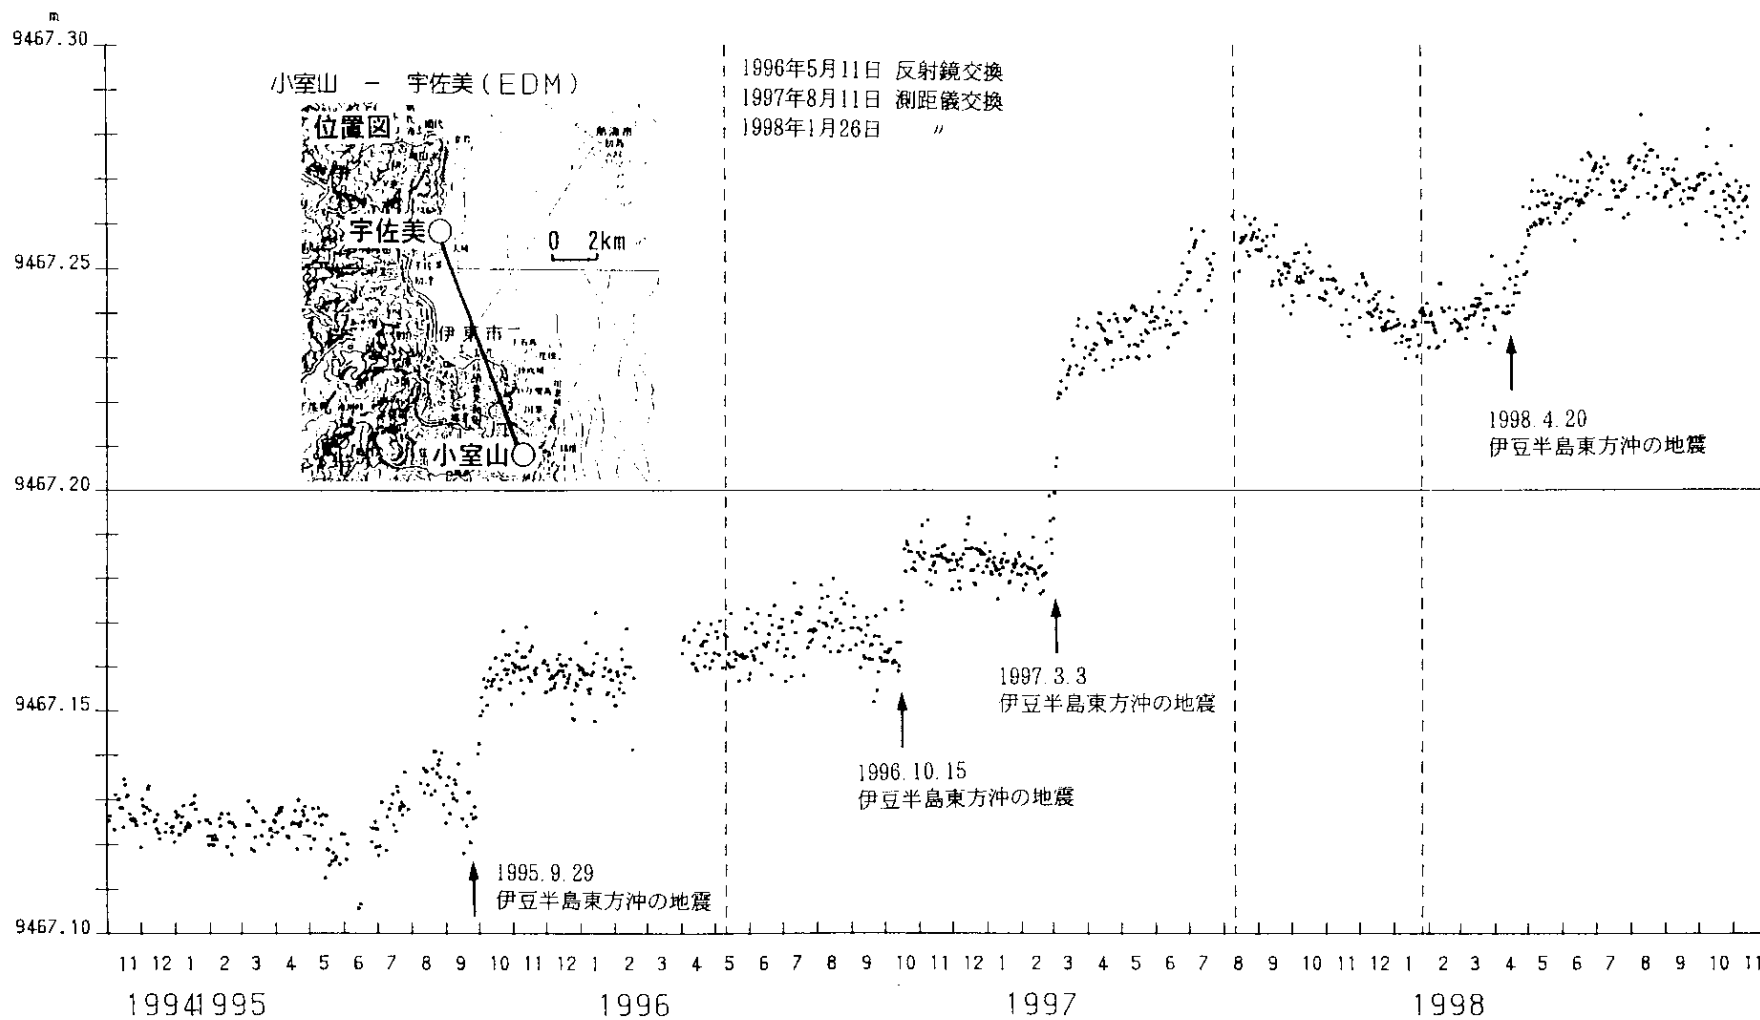 m
9467.30
9467.25
9467.20
9467.15
9467.10
小室山 － 宇佐美(EDM)
位置図
宇佐美
0 2km
伊東市
小室山
1996年5月11日 反射鏡交換
1997年8月11日 測距儀交換
1998年1月26日 〃
1998.4.20
伊豆半島東方沖の地震
1997.3.3
伊豆半島東方沖の地震
1996.10.15
伊豆半島東方沖の地震
1995.9.29
伊豆半島東方沖の地震
11 12 1 2 3 4 5 6 7 8 9 10 11 12 1 2 3 4 5 6 7 8 9 10 11 12 1 2 3 4 5 6 7 8 9 10 11 12 1 2 3 4 5 6 7 8 9 10 11
1994 1995 1996 1997 1998